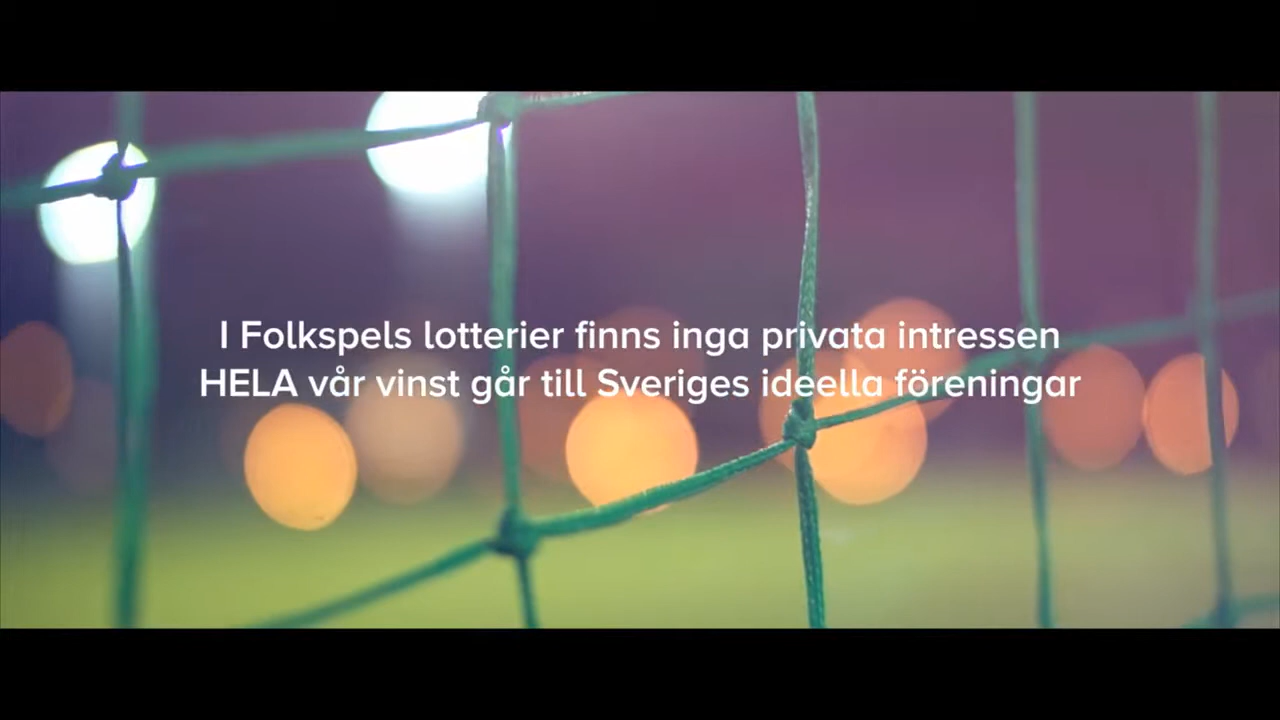 I Folkspels lotterier finns inga privata intressen
HELA vår vinst går till Sveriges ideella föreningar